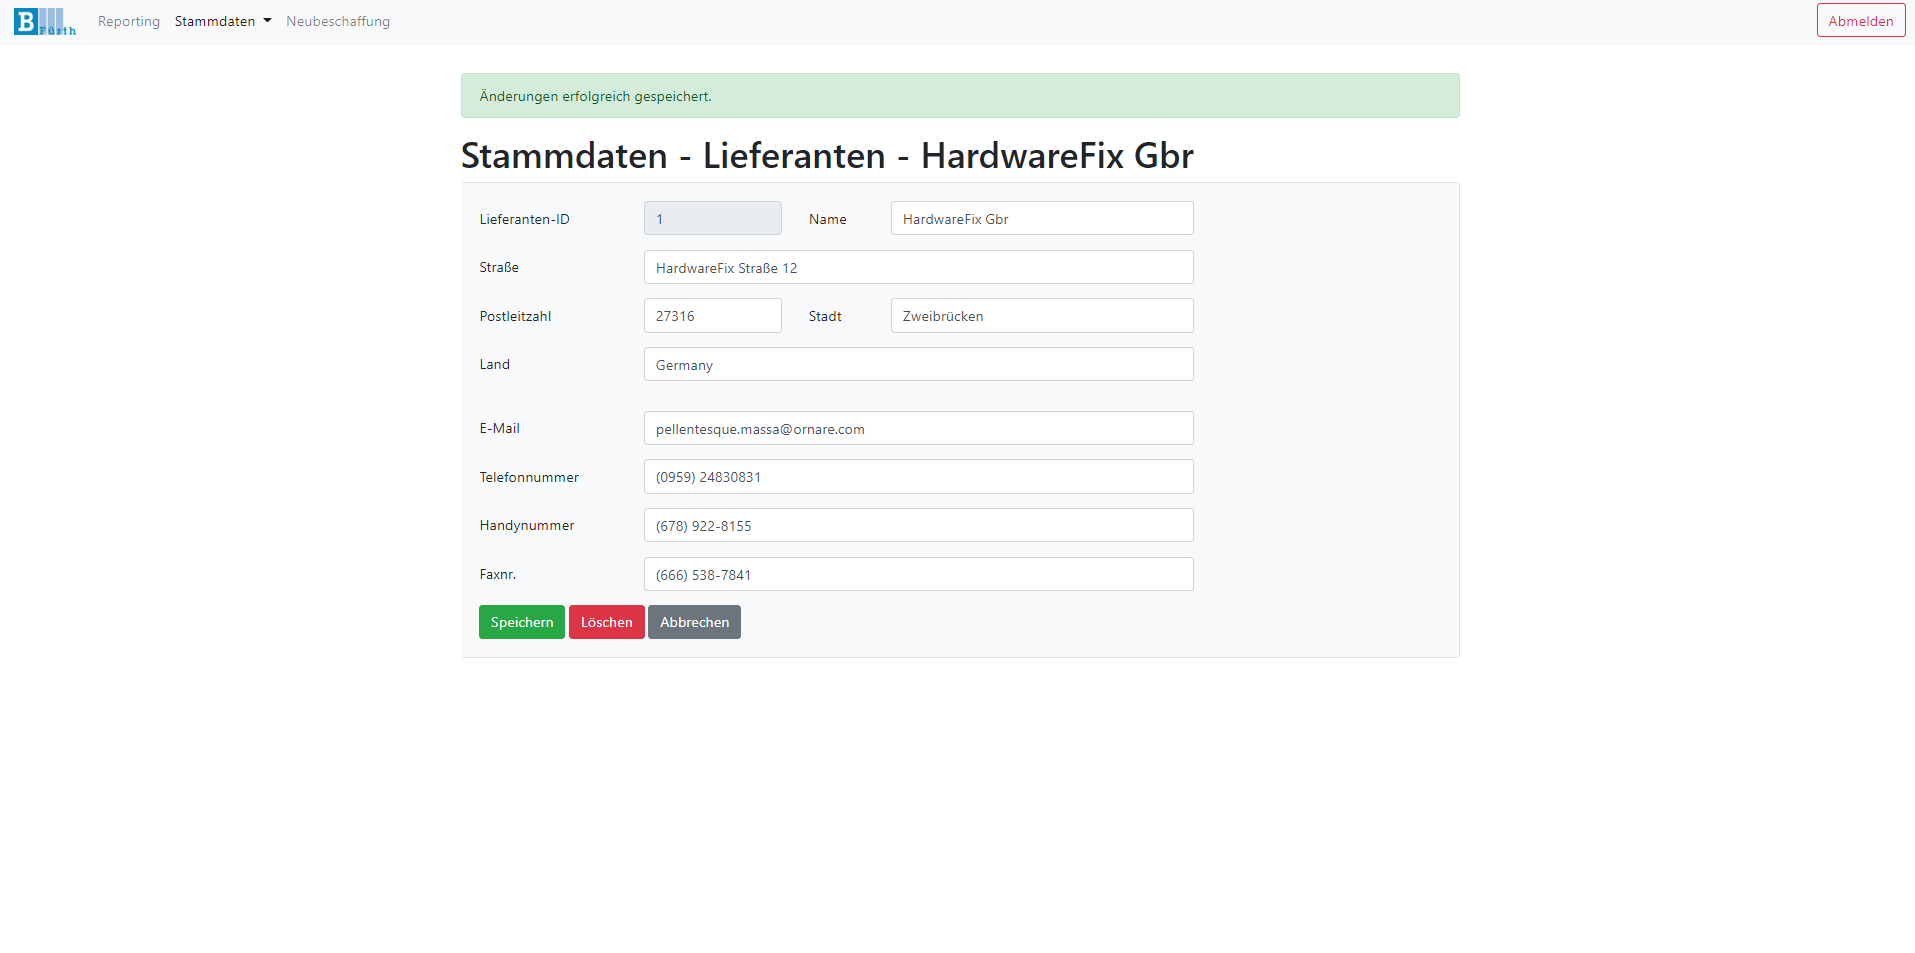 B Fürth Reporting Stammdaten Neubeschaffung Abmelden
Änderungen erfolgreich gespeichert.
Stammdaten - Lieferanten - HardwareFix Gbr
Lieferanten-ID 1 Name HardwareFix Gbr
Straße HardwareFix Straße 12
Postleitzahl 27316 Stadt Zweibrücken
Land Germany
E-Mail pellentesque.massa@ornare.com
Telefonnummer (0959) 24830831
Handynummer (678) 922-8155
Faxnr. (666) 538-7841
Speichern Löschen Abbrechen